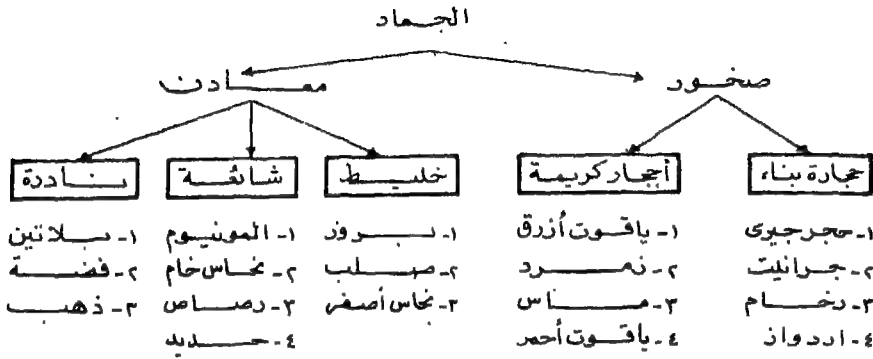 الجماد
صخور معادن
حجارة بناء أحجار كريمة خليط شائعة نادرة
١- حجر جيرى ١- ياقوت أزرق ١- برونز ١- المونيوم ١- بلاتين
٢- جرانيت ٢- زمرد ٢- صلب ٢- نحاس خام ٢- فضة
٣- رخام ٣- ماس ٣- نحاس أصفر ٣- رصاص ٣- ذهب
٤- اردواز ٤- ياقوت أحمر ٤- حديد